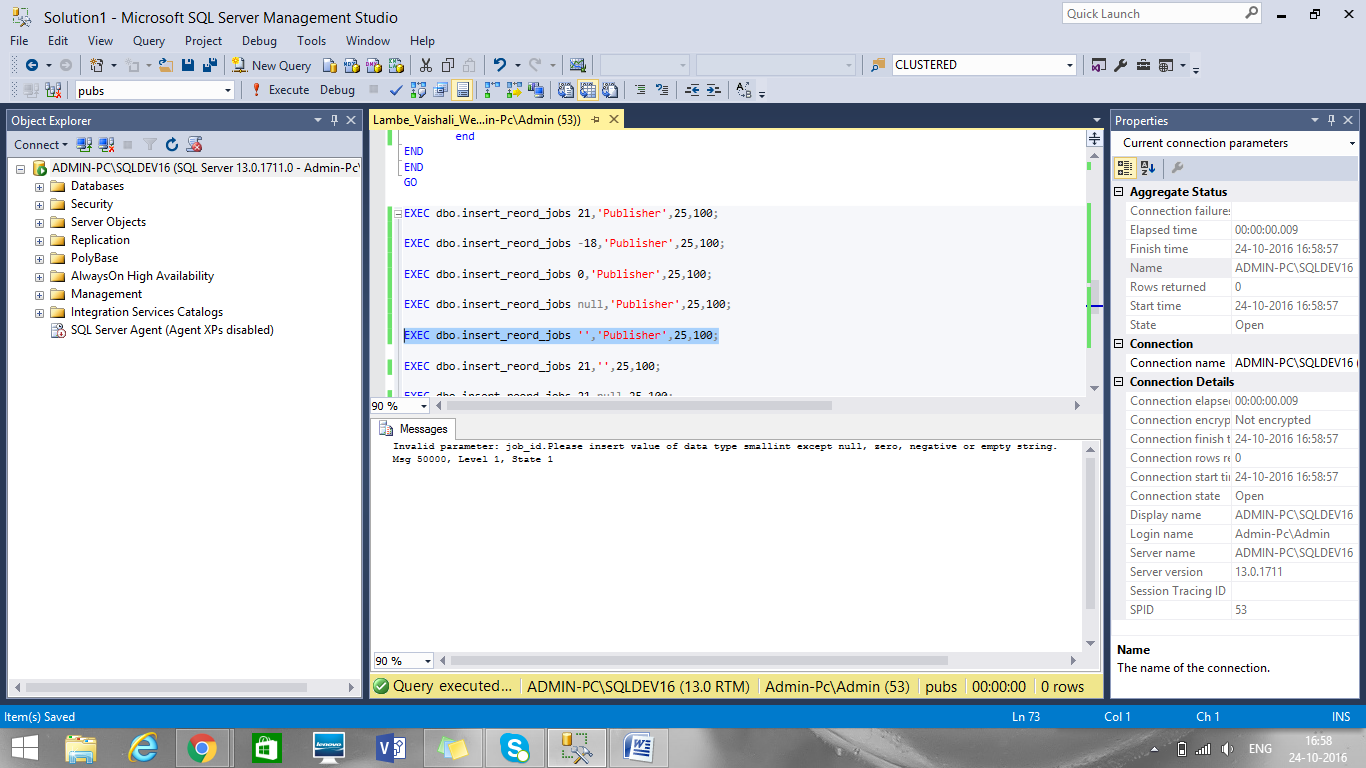 Solution1 - Microsoft SQL Server Management Studio
Quick Launch
File Edit View Query Project Debug Tools Window Help
New Query
CLUSTERED
pubs
Execute Debug
Object Explorer
Connect
ADMIN-PC\SQLDEV16 (SQL Server 13.0.1711.0 - Admin-Pc\
Databases
Security
Server Objects
Replication
PolyBase
AlwaysOn High Availability
Management
Integration Services Catalogs
SQL Server Agent (Agent XPs disabled)
Lambe_Vaishali_We...in-Pc\Admin (53))
end
END
END
GO
EXEC dbo.insert_reord_jobs 21,'Publisher',25,100;
EXEC dbo.insert_reord_jobs -18,'Publisher',25,100;
EXEC dbo.insert_reord_jobs 0,'Publisher',25,100;
EXEC dbo.insert_reord_jobs null,'Publisher',25,100;
EXEC dbo.insert_reord_jobs '','Publisher',25,100;
EXEC dbo.insert_reord_jobs 21,'',25,100;
EXEC dbo.insert_reord_jobs 21,null,25,100;
90 %
Messages
Invalid parameter: job_id.Please insert value of data type smallint except null, zero, negative or empty string.
Msg 50000, Level 1, State 1
90 %
Query executed... ADMIN-PC\SQLDEV16 (13.0 RTM) Admin-Pc\Admin (53) pubs 00:00:00 0 rows
Properties
Current connection parameters
Aggregate Status
Connection failures
Elapsed time 00:00:00.009
Finish time 24-10-2016 16:58:57
Name ADMIN-PC\SQLDEV16
Rows returned 0
Start time 24-10-2016 16:58:57
State Open
Connection
Connection name ADMIN-PC\SQLDEV16 (
Connection Details
Connection elapse 00:00:00.009
Connection encryp Not encrypted
Connection finish t 24-10-2016 16:58:57
Connection rows re 0
Connection start tii 24-10-2016 16:58:57
Connection state Open
Display name ADMIN-PC\SQLDEV16
Login name Admin-Pc\Admin
Server name ADMIN-PC\SQLDEV16
Server version 13.0.1711
Session Tracing ID
SPID 53
Name
The name of the connection.
Item(s) Saved
Ln 73 Col 1 Ch 1 INS
lenovo
ENG
16:58
24-10-2016